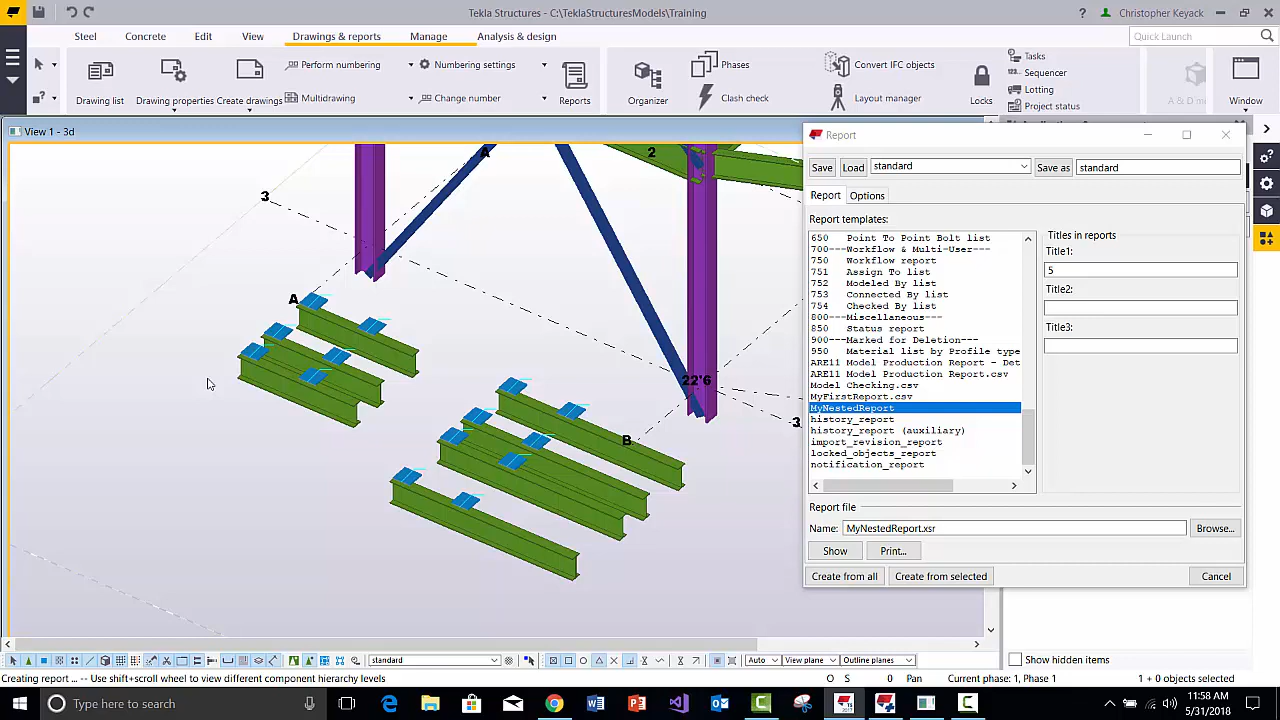 Tekla Structures - C:\TeklaStructuresModels\Training
? Christopher Keyack
Steel Concrete Edit View Drawings & reports Manage Analysis & design
Quick Launch
Drawing list
Drawing properties
Create drawings
Perform numbering
Multidrawing
Numbering settings
Change number
Reports
Organizer
Phases
Clash check
Convert IFC objects
Layout manager
Locks
Tasks
Sequencer
Lotting
Project status
A & D m
Window
View 1 - 3d
A
2
3
A
22'6
B
3
Report
Save Load standard Save as standard
Report Options
Report templates:
650 Point To Point Bolt list
700---Workflow & Multi-User---
750 Workflow report
751 Assign To list
752 Modeled By list
753 Connected By list
754 Checked By list
800---Miscellaneous---
850 Status report
900---Marked for Deletion---
950 Material list by Profile type
ARE11 Model Production Report - Det
ARE11 Model Production Report.csv
Model Checking.csv
MyFirstReport.csv
MyNestedReport
history_report
history_report (auxiliary)
import_revision_report
locked_objects_report
notification_report
Titles in reports
Title1:
5
Title2:
Title3:
Report file
Name: MyNestedReport.xsr Browse...
Show Print...
Create from all Create from selected Cancel
Show hidden items
standard
Auto View plane Outline planes
Creating report ... -- Use shift+scroll wheel to view different component hierarchy levels
O S 0 Pan Current phase: 1, Phase 1 1 + 0 objects selected
Type here to search
11:58 AM
5/31/2018